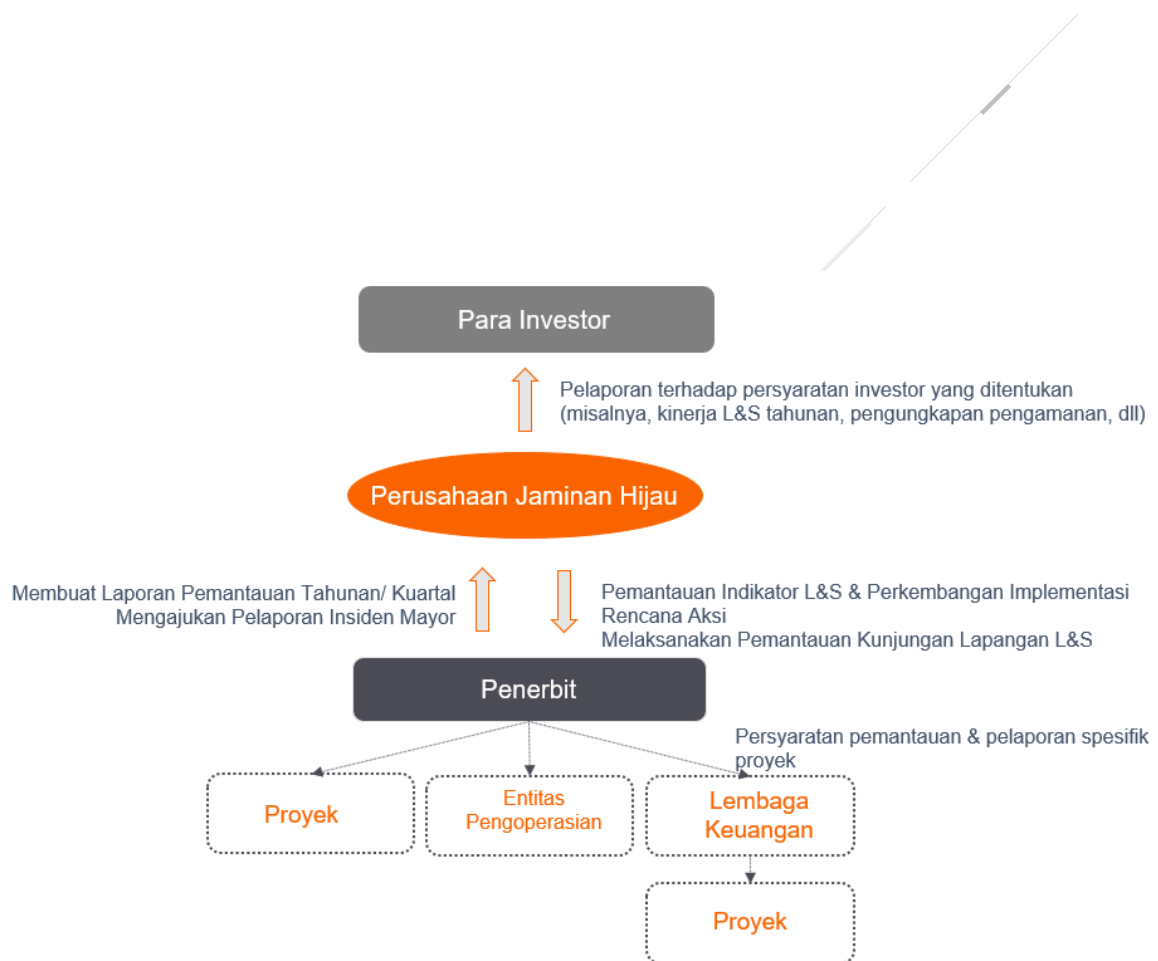 Para Investor
Pelaporan terhadap persyaratan investor yang ditentukan
(misalnya, kinerja L&S tahunan, pengungkapan pengamanan, dll)
Perusahaan Jaminan Hijau
Membuat Laporan Pemantauan Tahunan/ Kuartal
Mengajukan Pelaporan Insiden Mayor
Pemantauan Indikator L&S & Perkembangan Implementasi
Rencana Aksi
Melaksanakan Pemantauan Kunjungan Lapangan L&S
Penerbit
Persyaratan pemantauan & pelaporan spesifik
proyek
Proyek
Entitas
Pengoperasian
Lembaga
Keuangan
Proyek